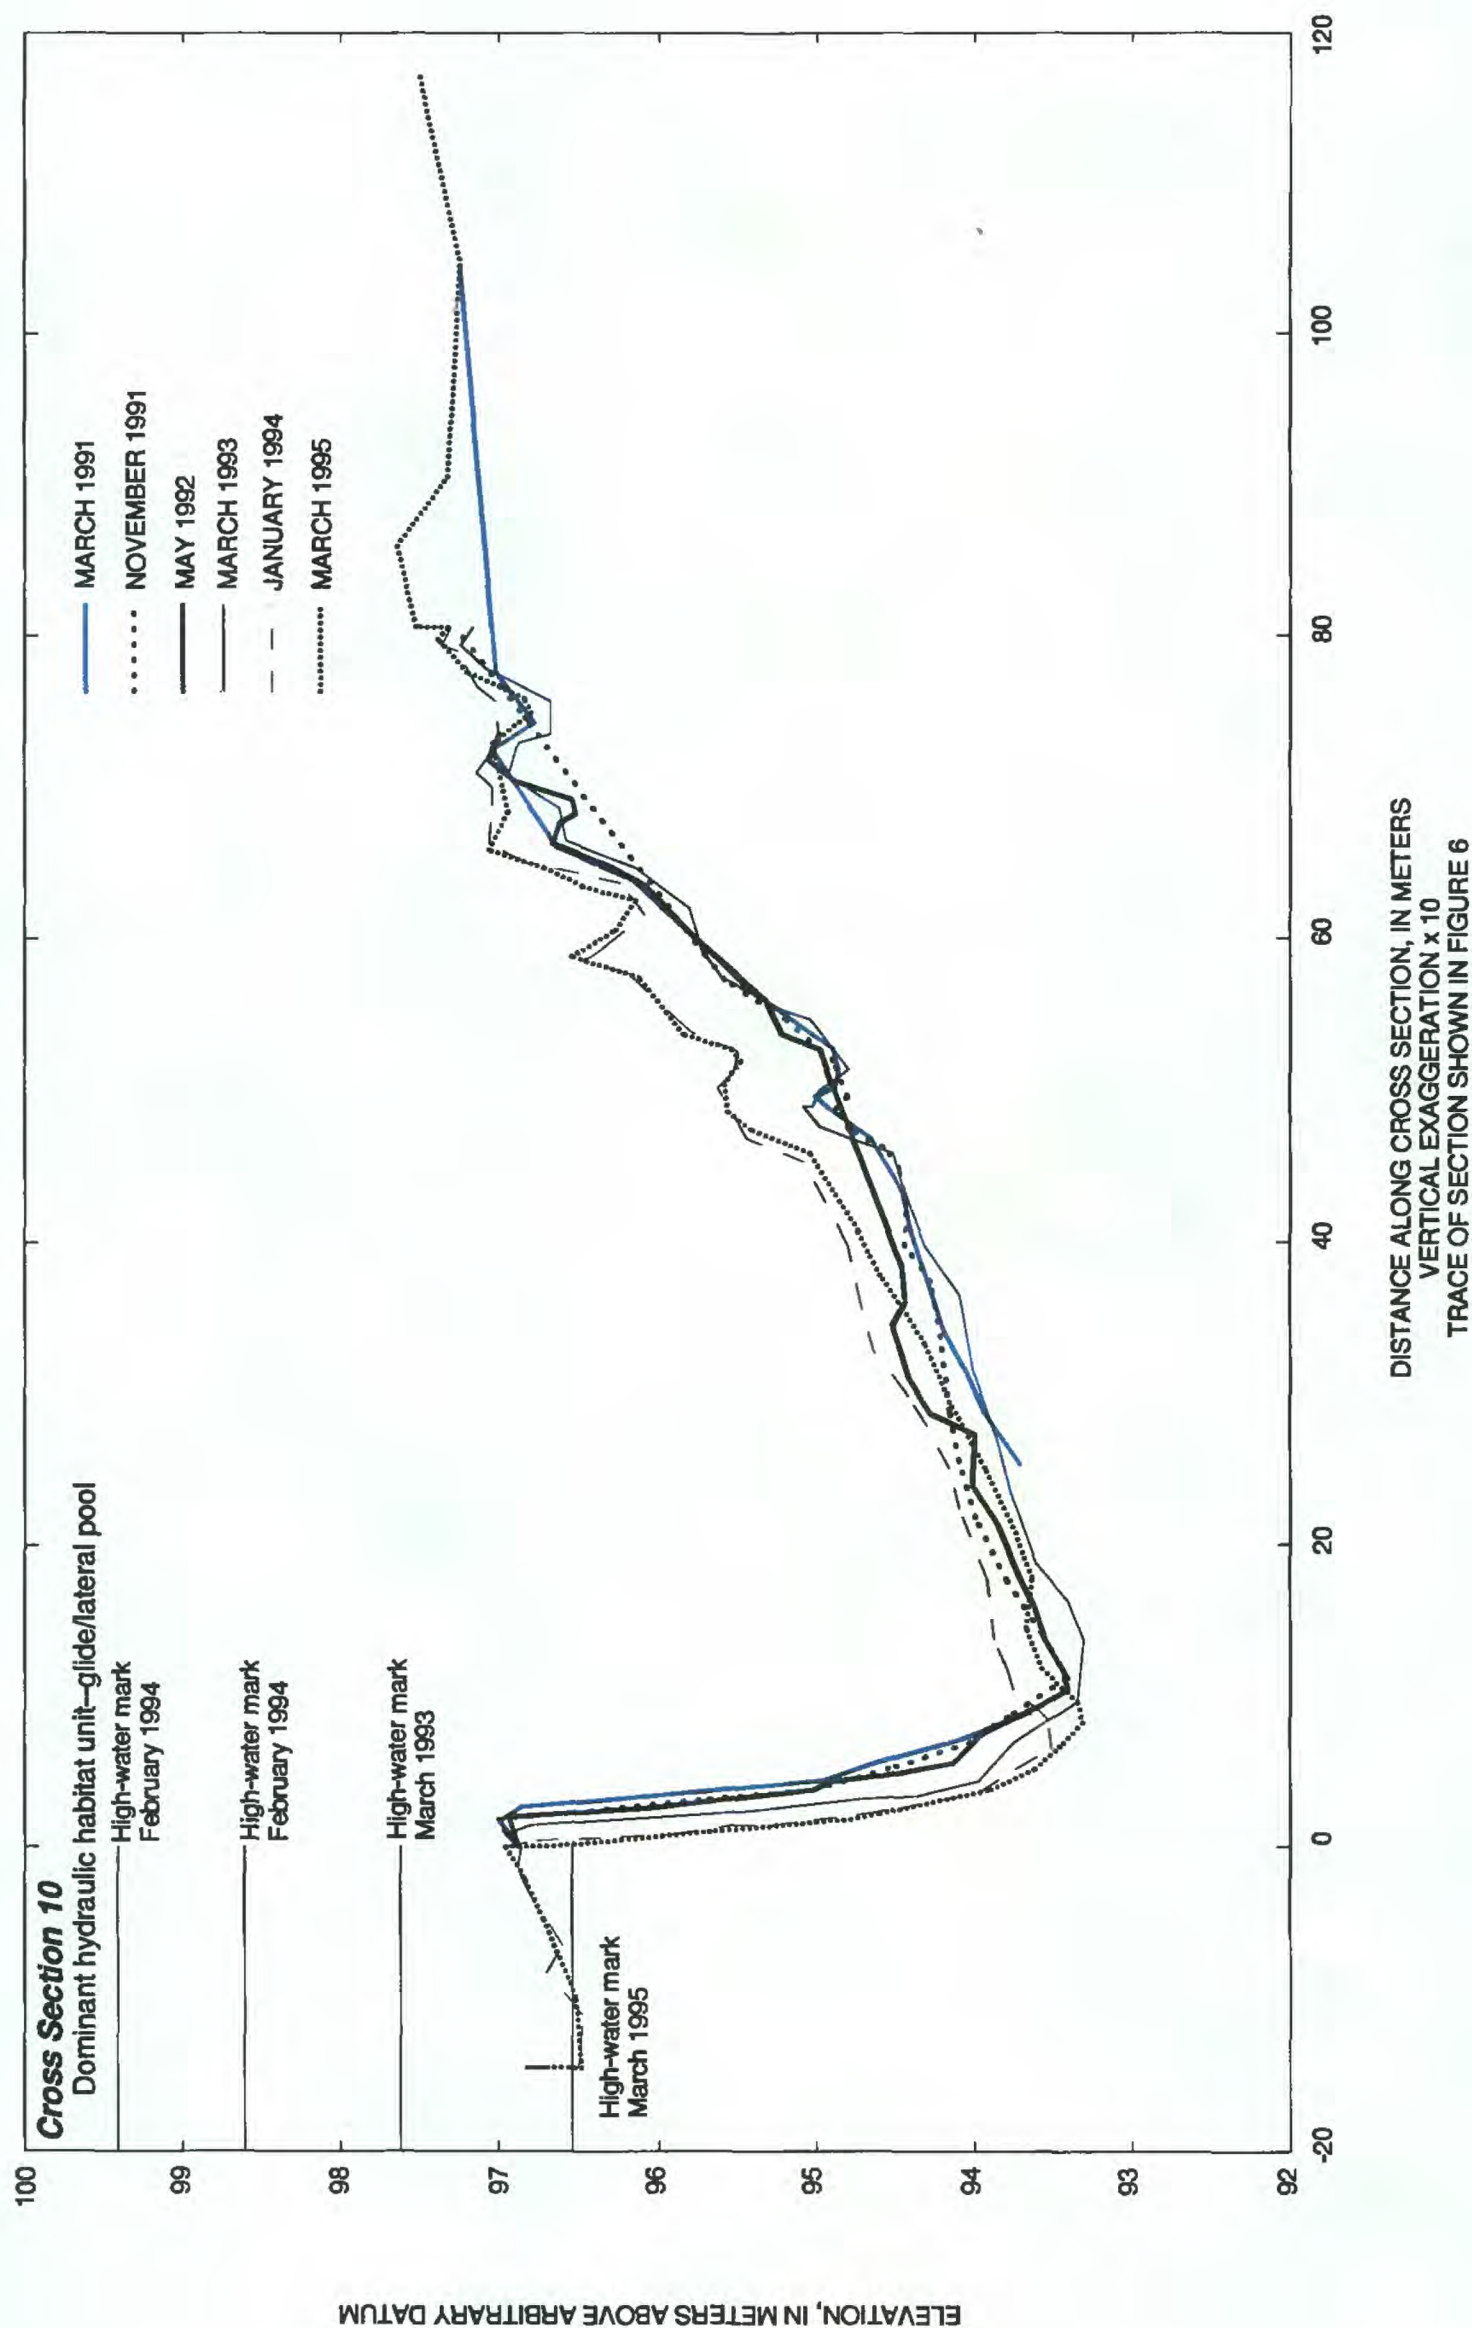 Cross Section 10
Dominant hydraulic habitat unit–glide/lateral pool
High-water mark
February 1994
High-water mark
February 1994
High-water mark
March 1993
High-water mark
March 1995
MARCH 1991
NOVEMBER 1991
MAY 1992
MARCH 1993
JANUARY 1994
MARCH 1995
ELEVATION, IN METERS ABOVE ARBITRARY DATUM
100
99
98
97
96
95
94
93
92
-20
0
20
40
60
80
100
120
DISTANCE ALONG CROSS SECTION, IN METERS
VERTICAL EXAGGERATION x 10
TRACE OF SECTION SHOWN IN FIGURE 6